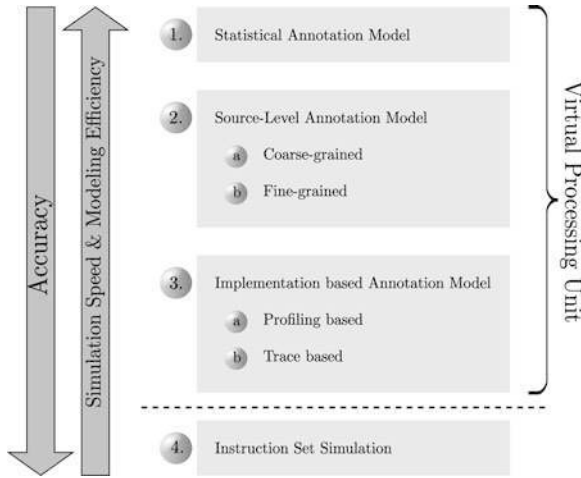 Accuracy
Simulation Speed & Modeling Efficiency
1. Statistical Annotation Model
2. Source-Level Annotation Model
a Coarse-grained
b Fine-grained
3. Implementation based Annotation Model
a Profiling based
b Trace based
4. Instruction Set Simulation
Virtual Processing Unit